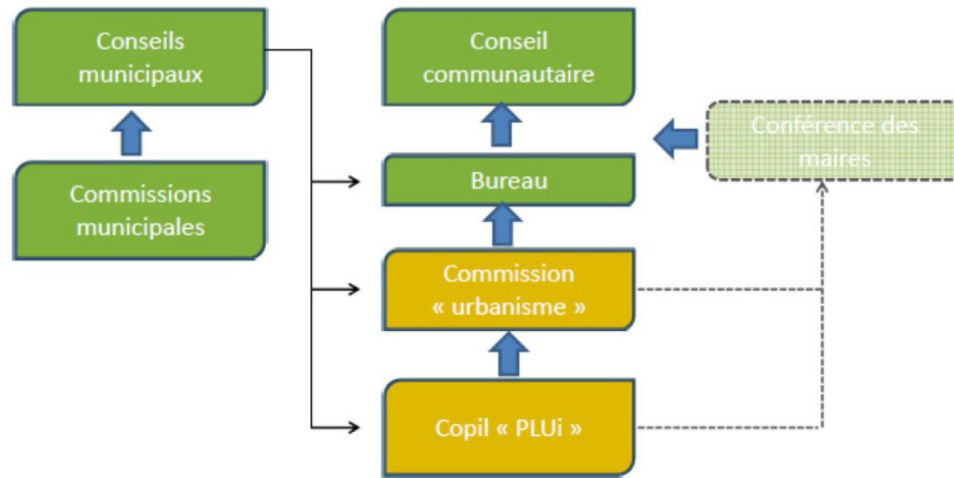 Conseils
municipaux
Conseil
communautaire
Conférence des
maires
Commissions
municipales
Bureau
Commission
« urbanisme »
Copil « PLUi »